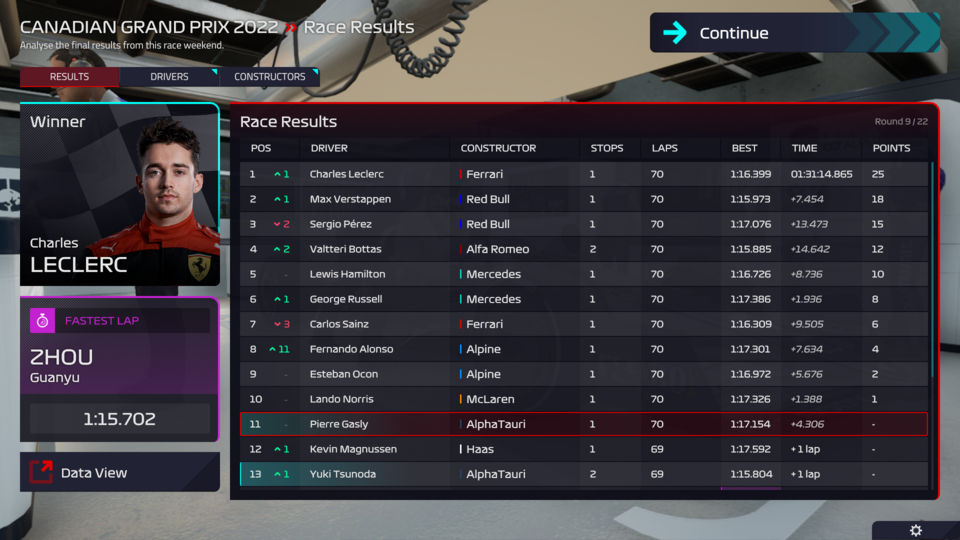 CANADIAN GRAND PRIX 2022 » Race Results
Analyse the final results from this race weekend.
Continue
RESULTS DRIVERS CONSTRUCTORS
Winner
Charles
LECLERC
FASTEST LAP
ZHOU
Guanyu
1:15.702
Data View
Race Results Round 9 / 22
POS DRIVER CONSTRUCTOR STOPS LAPS BEST TIME POINTS
1 1 Charles Leclerc Ferrari 1 70 1:16.399 01:31:14.865 25
2 1 Max Verstappen Red Bull 1 70 1:15.973 +7.454 18
3 2 Sergio Pérez Red Bull 1 70 1:17.076 +13.473 15
4 2 Valtteri Bottas Alfa Romeo 2 70 1:15.885 +14.642 12
5 - Lewis Hamilton Mercedes 1 70 1:16.726 +8.736 10
6 1 George Russell Mercedes 1 70 1:17.386 +1.936 8
7 3 Carlos Sainz Ferrari 1 70 1:16.309 +9.505 6
8 11 Fernando Alonso Alpine 1 70 1:17.301 +7.634 4
9 - Esteban Ocon Alpine 1 70 1:16.972 +5.676 2
10 - Lando Norris McLaren 1 70 1:17.326 +1.388 1
11 - Pierre Gasly AlphaTauri 1 70 1:17.154 +4.306 -
12 1 Kevin Magnussen Haas 1 69 1:17.592 +1 lap -
13 1 Yuki Tsunoda AlphaTauri 2 69 1:15.804 +1 lap -